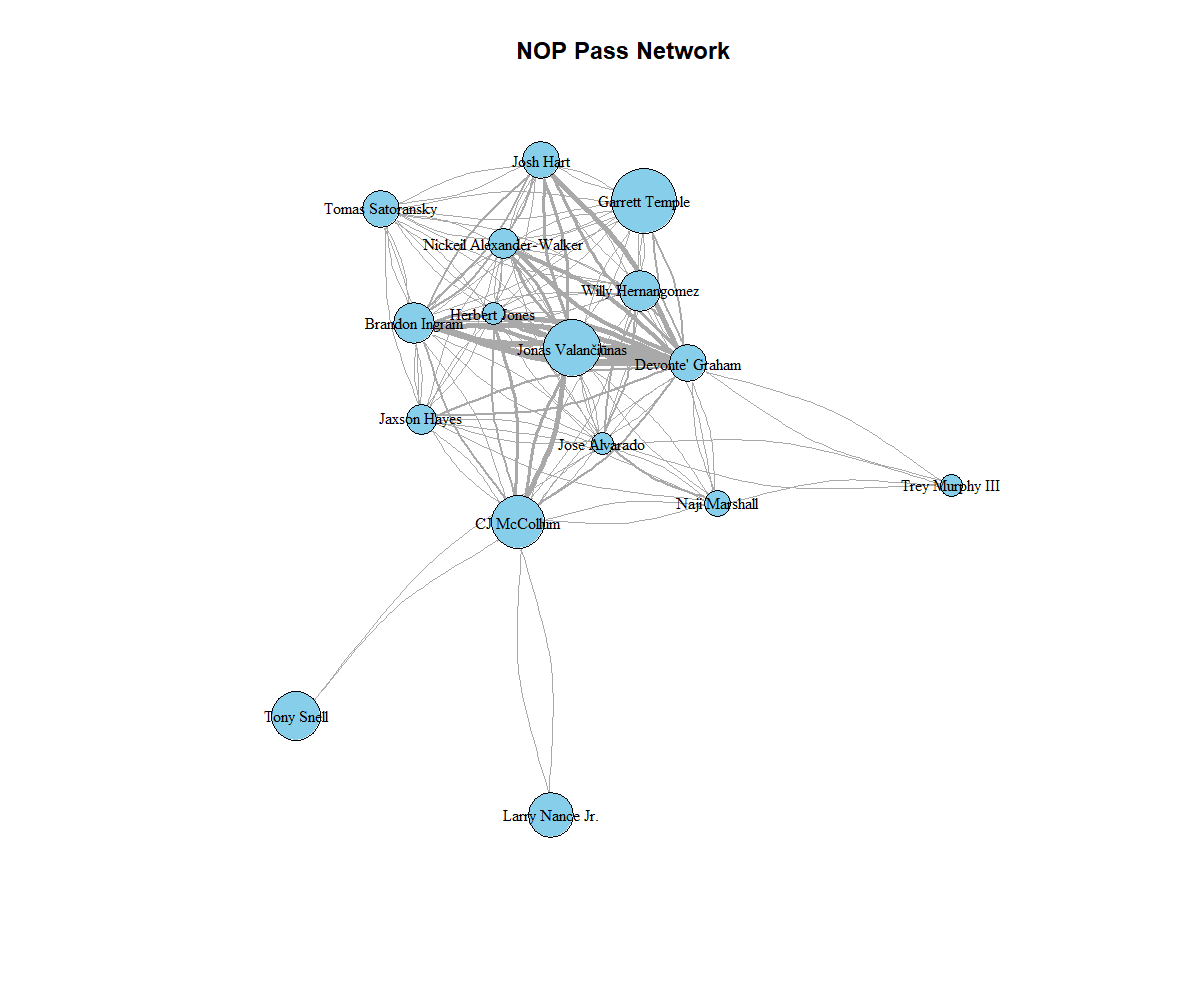 NOP Pass Network
Josh Hart
Garrett Temple
Tomas Satoransky
Nickeil Alexander-Walker
Willy Hernangomez
Herbert Jones
Brandon Ingram
Jonas Valančiūnas
Devonte' Graham
Jaxson Hayes
Jose Alvarado
Trey Murphy III
Naji Marshall
CJ McCollum
Tony Snell
Larry Nance Jr.